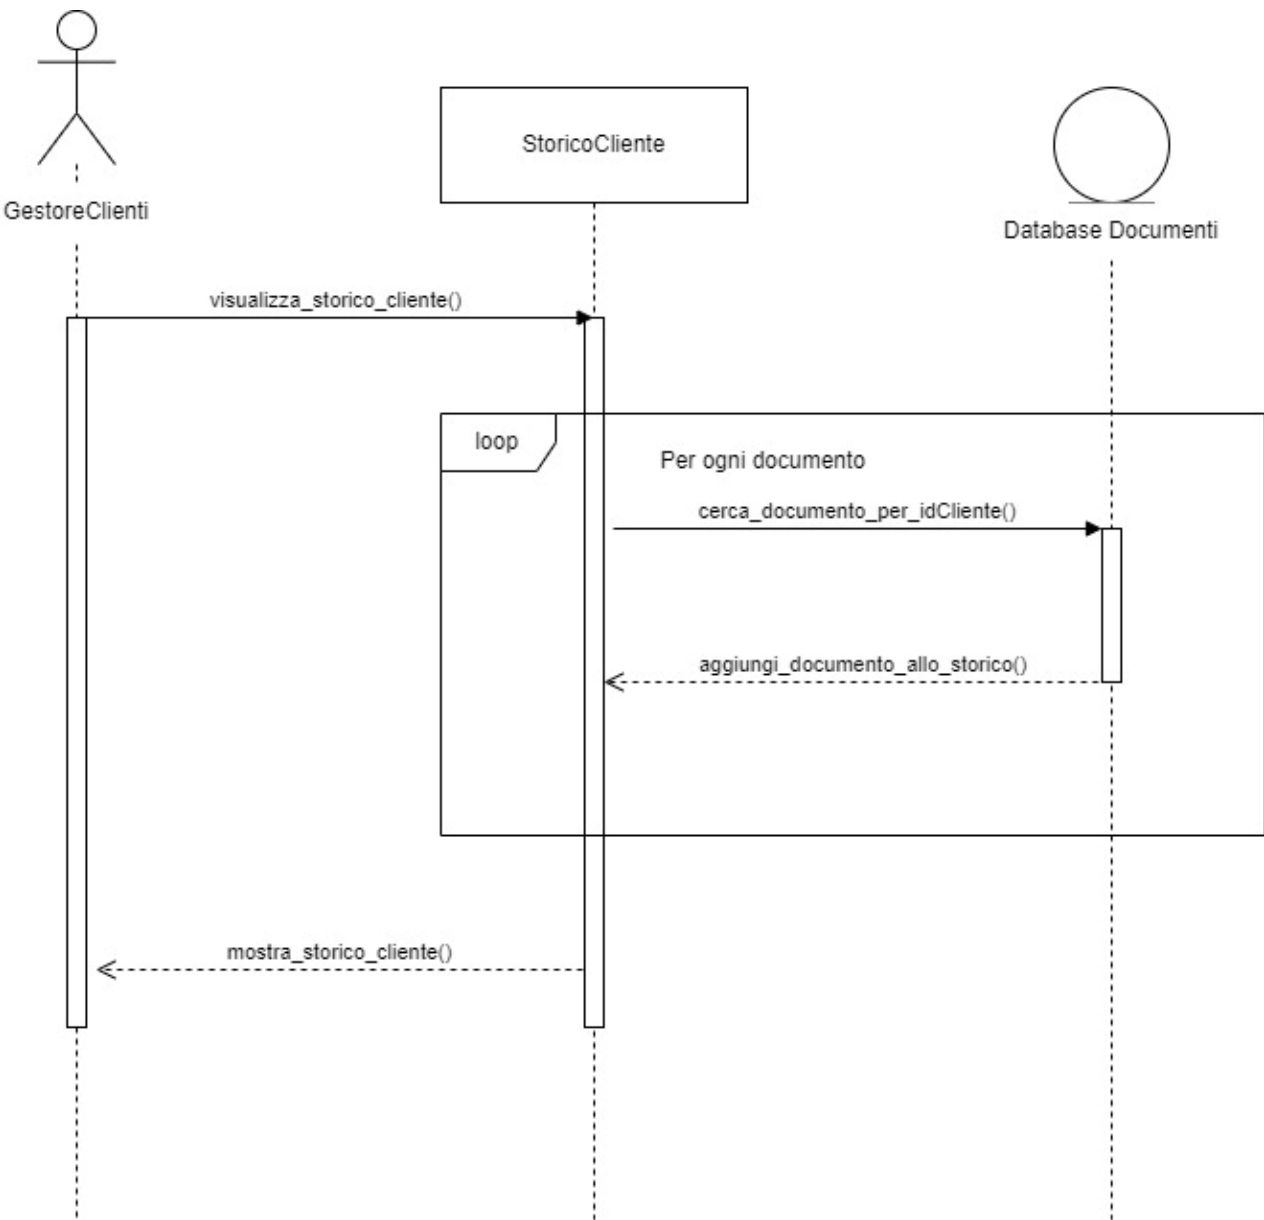 StoricoCliente
GestoreClienti
Database Documenti
visualizza_storico_cliente()
loop
Per ogni documento
cerca_documento_per_idCliente()
aggiungi_documento_allo_storico()
mostra_storico_cliente()